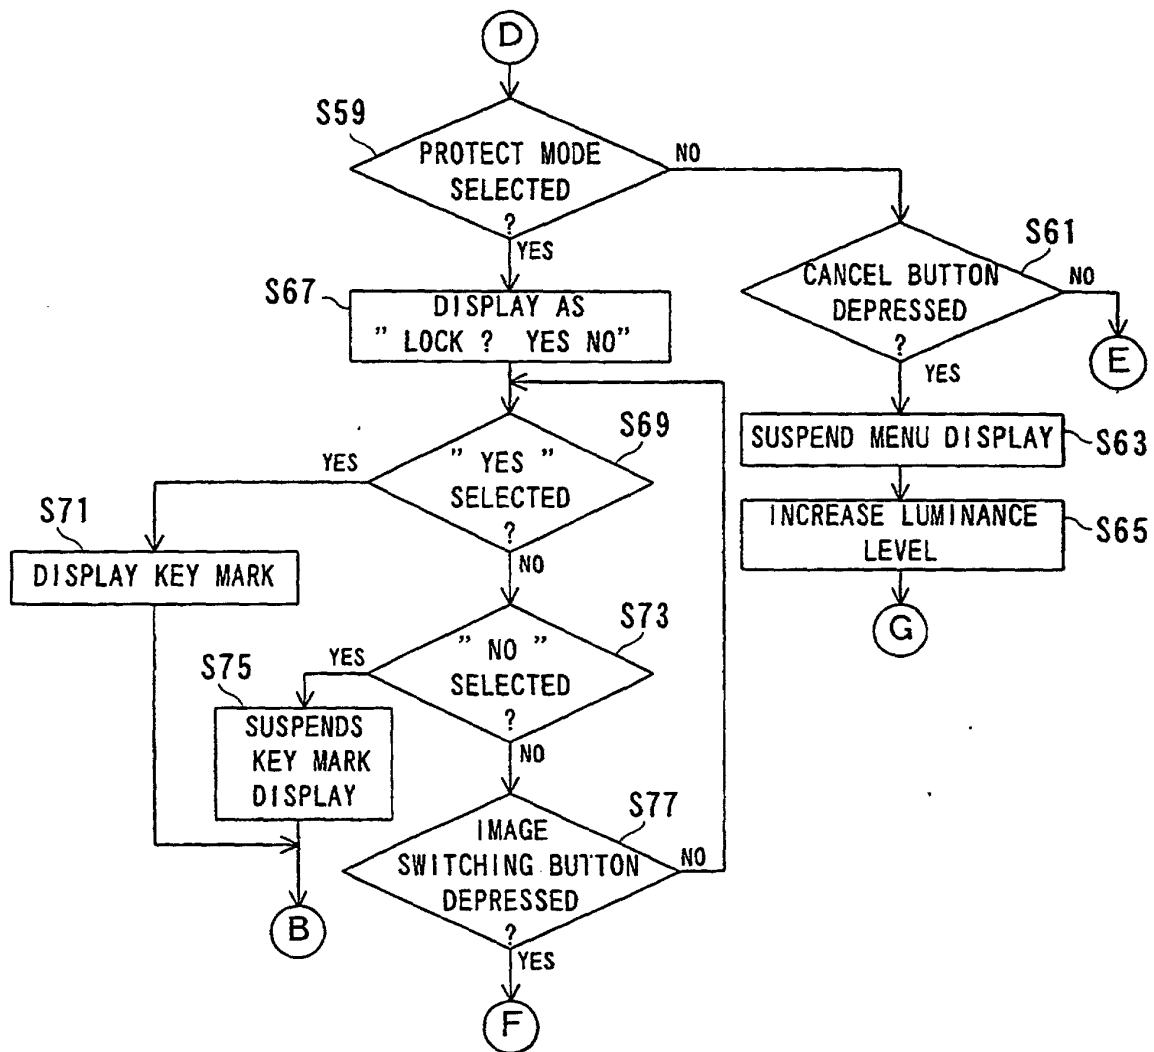 D
S59
PROTECT MODE
SELECTED
?
NO
YES
S61
CANCEL BUTTON
DEPRESSED
?
NO
YES
E
S67
DISPLAY AS
" LOCK ? YES NO"
SUSPEND MENU DISPLAY
S63
INCREASE LUMINANCE
LEVEL
S65
G
S69
" YES "
SELECTED
?
YES
NO
S71
DISPLAY KEY MARK
S73
" NO "
SELECTED
?
YES
NO
S75
SUSPENDS
KEY MARK
DISPLAY
S77
IMAGE
SWITCHING BUTTON
DEPRESSED
?
NO
YES
B
F